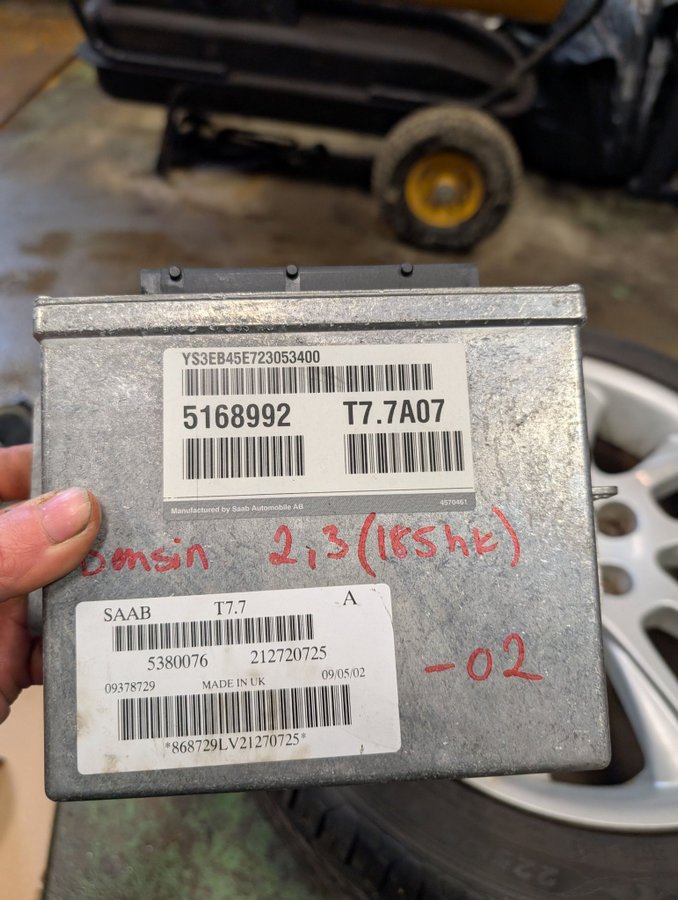 YS3EB45E723053400
5168992 T7.7A07
Manufactured by Saab Automobile AB 4570461
bensin 2,3 (185hk)
SAAB T7.7 A
5380076 212720725
-02
09378729 MADE IN UK 09/05/02
*868729LV21270725*